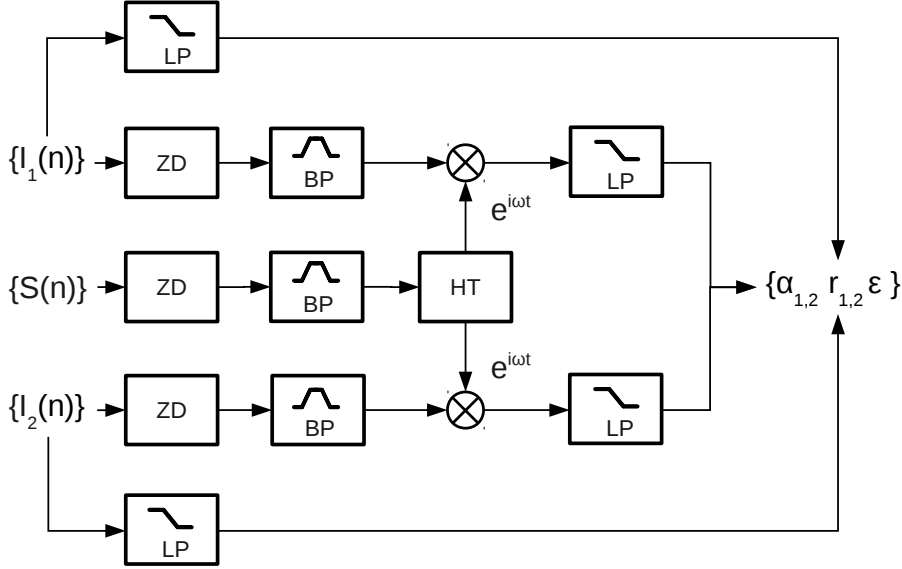 LP
{I₁(n)} ZD BP LP
e^{iωt}
{S(n)} ZD BP HT {α₁,₂ r₁,₂ ε }
e^{iωt}
{I₂(n)} ZD BP LP
LP